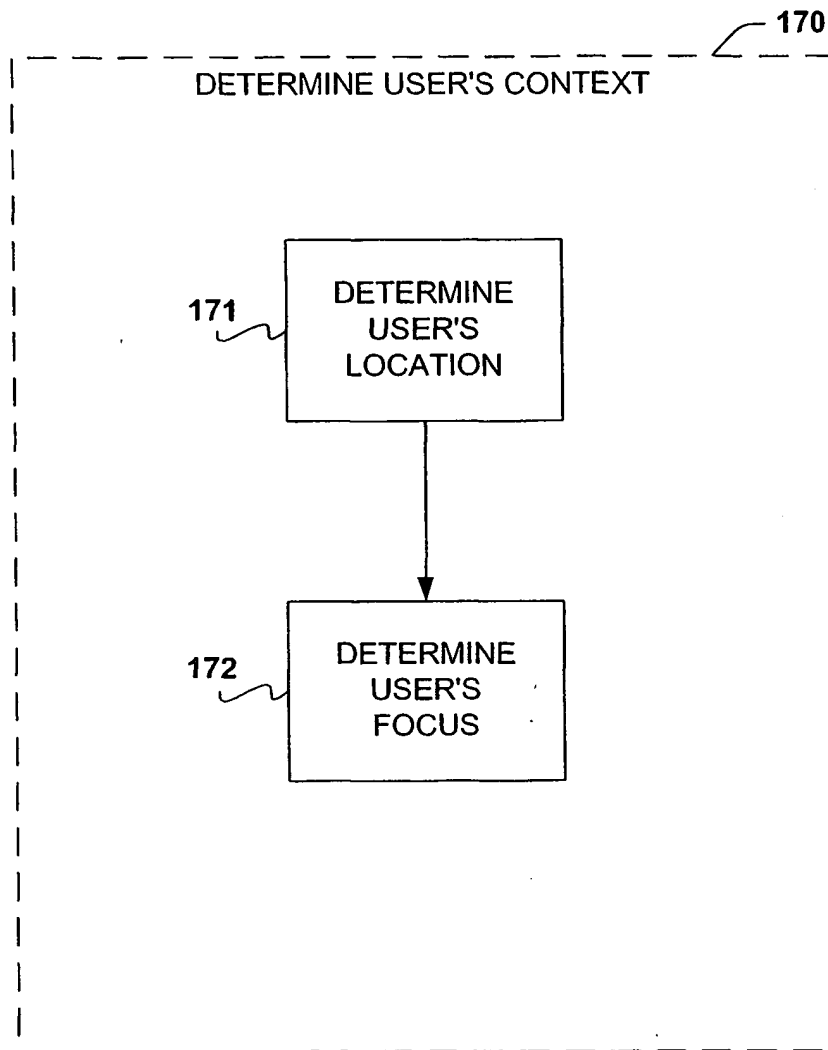 170
DETERMINE USER'S CONTEXT
171
DETERMINE
USER'S
LOCATION
172
DETERMINE
USER'S
FOCUS